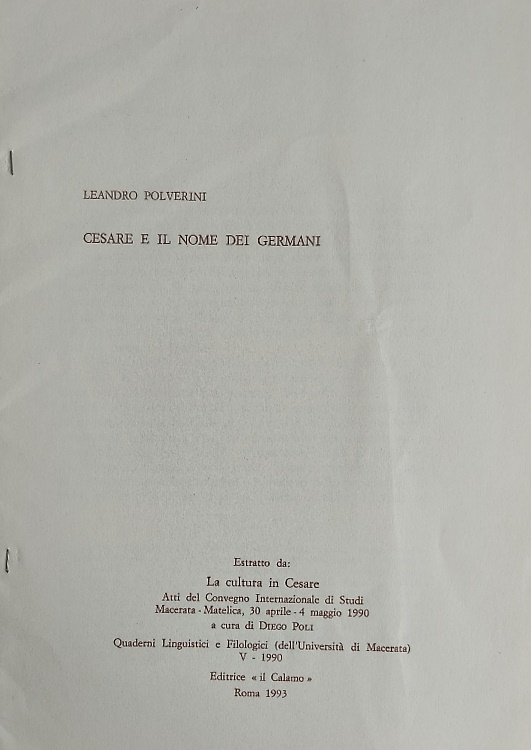 LEANDRO POLVERINI
CESARE E IL NOME DEI GERMANI
Estratto da:
La cultura in Cesare
Atti del Convegno Internazionale di Studi
Macerata - Matelica, 30 aprile - 4 maggio 1990
a cura di DIEGO POLI
Quaderni Linguistici e Filologici (dell'Università di Macerata)
V - 1990
Editrice « il Calamo »
Roma 1993